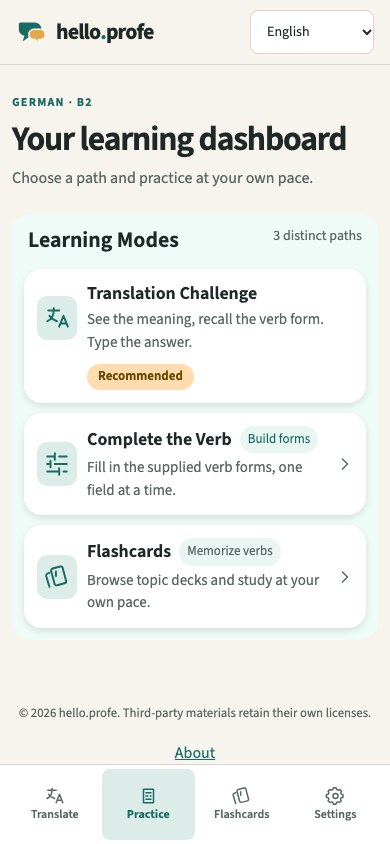 hello.profe
English
GERMAN · B2
Your learning dashboard
Choose a path and practice at your own pace.
Learning Modes
3 distinct paths
Translation Challenge
See the meaning, recall the verb form.
Type the answer.
Recommended
Complete the Verb
Build forms
Fill in the supplied verb forms, one
field at a time.
Flashcards
Memorize verbs
Browse topic decks and study at your
own pace.
© 2026 hello.profe. Third-party materials retain their own licenses.
About
Translate
Practice
Flashcards
Settings